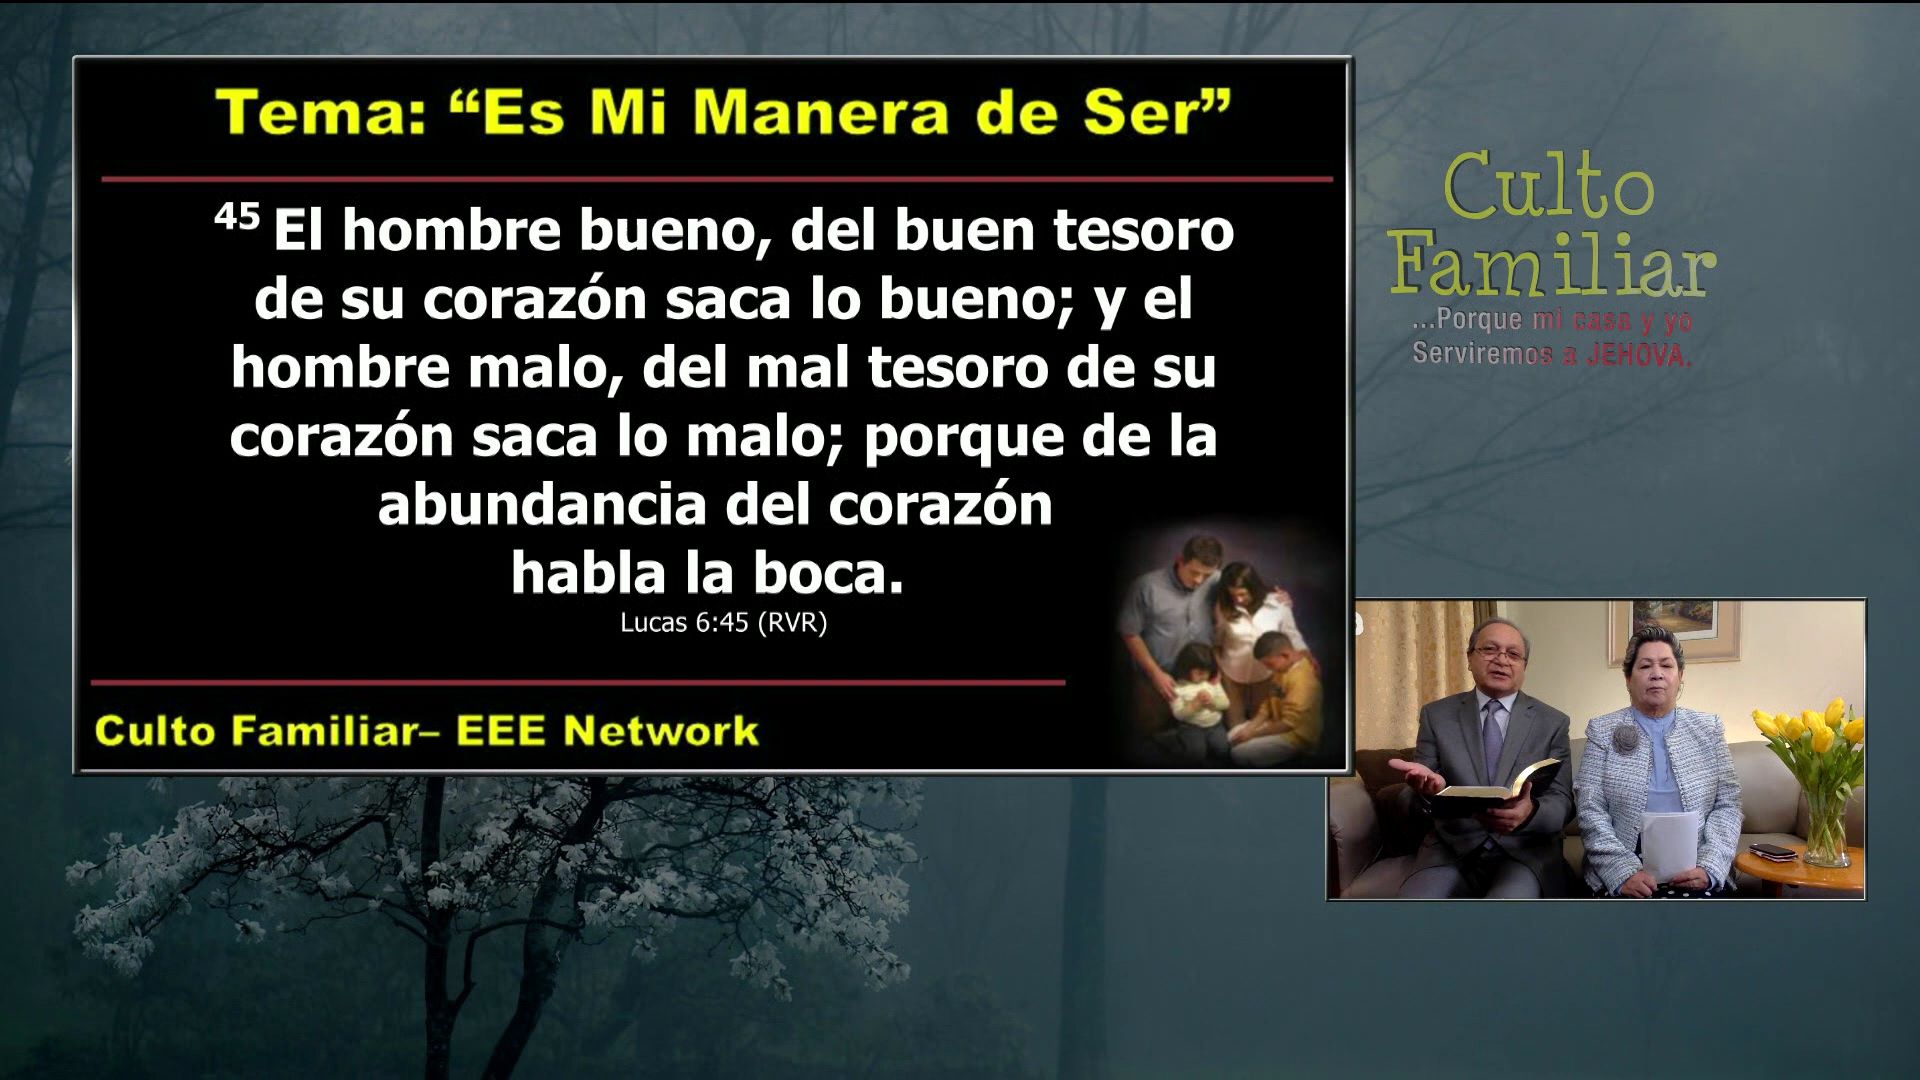 Tema: “Es Mi Manera de Ser”
45 El hombre bueno, del buen tesoro
de su corazón saca lo bueno; y el
hombre malo, del mal tesoro de su
corazón saca lo malo; porque de la
abundancia del corazón
habla la boca.
Lucas 6:45 (RVR)
Culto Familiar– EEE Network
Culto
Familiar
...Porque mi casa y yo
Serviremos a JEHOVA.